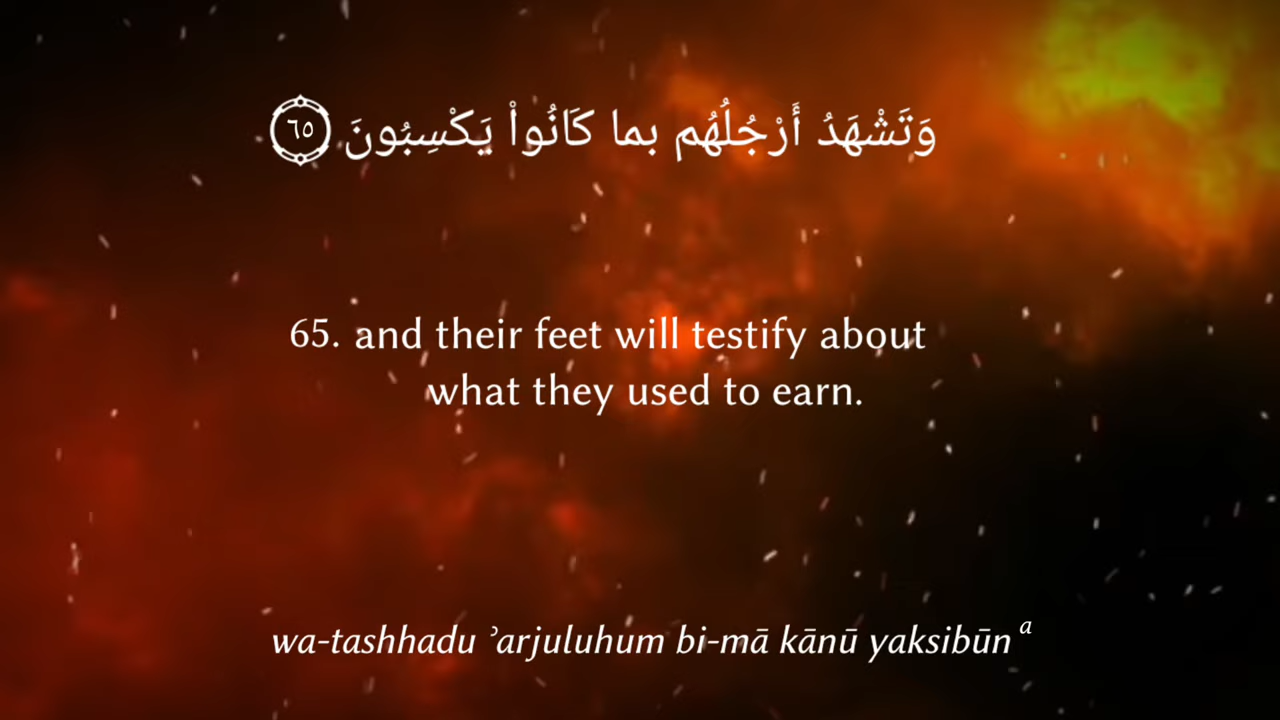 وَتَشْهَدُ أَرْجُلُهُم بما كَانُواْ يَكْسِبُونَ ٦٥
65. and their feet will testify about
what they used to earn.
wa-tashhadu ʾarjuluhum bi-mā kānū yaksibūn a